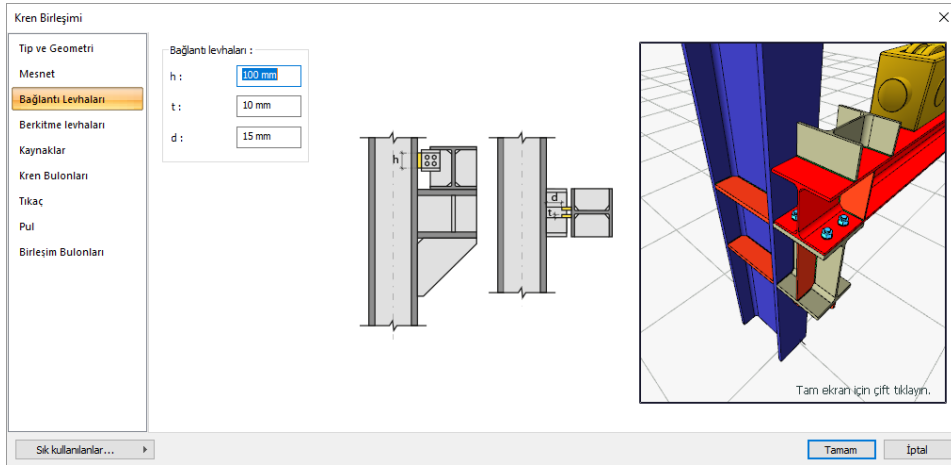 Kren Birleşimi
Tip ve Geometri
Mesnet
Bağlantı Levhaları
Berkitme levhaları
Kaynaklar
Kren Bulonları
Tıkaç
Pul
Birleşim Bulonları
Bağlantı levhaları :
h :
100 mm
t :
10 mm
d :
15 mm
h
d
t
Tam ekran için çift tıklayın.
Sık kullanılanlar...
Tamam
İptal